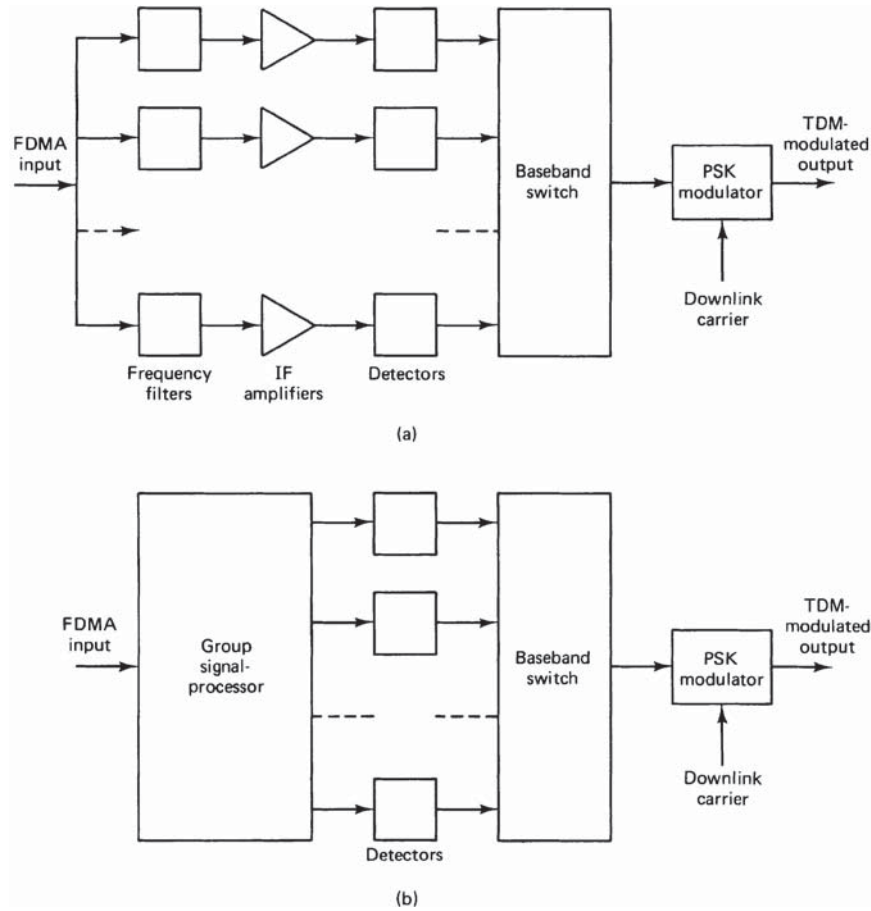 FDMA
input
Baseband
switch
PSK
modulator
TDM-
modulated
output
Downlink
carrier
Frequency
filters
IF
amplifiers
Detectors
(a)
FDMA
input
Group
signal-
processor
Baseband
switch
PSK
modulator
TDM-
modulated
output
Downlink
carrier
Detectors
(b)